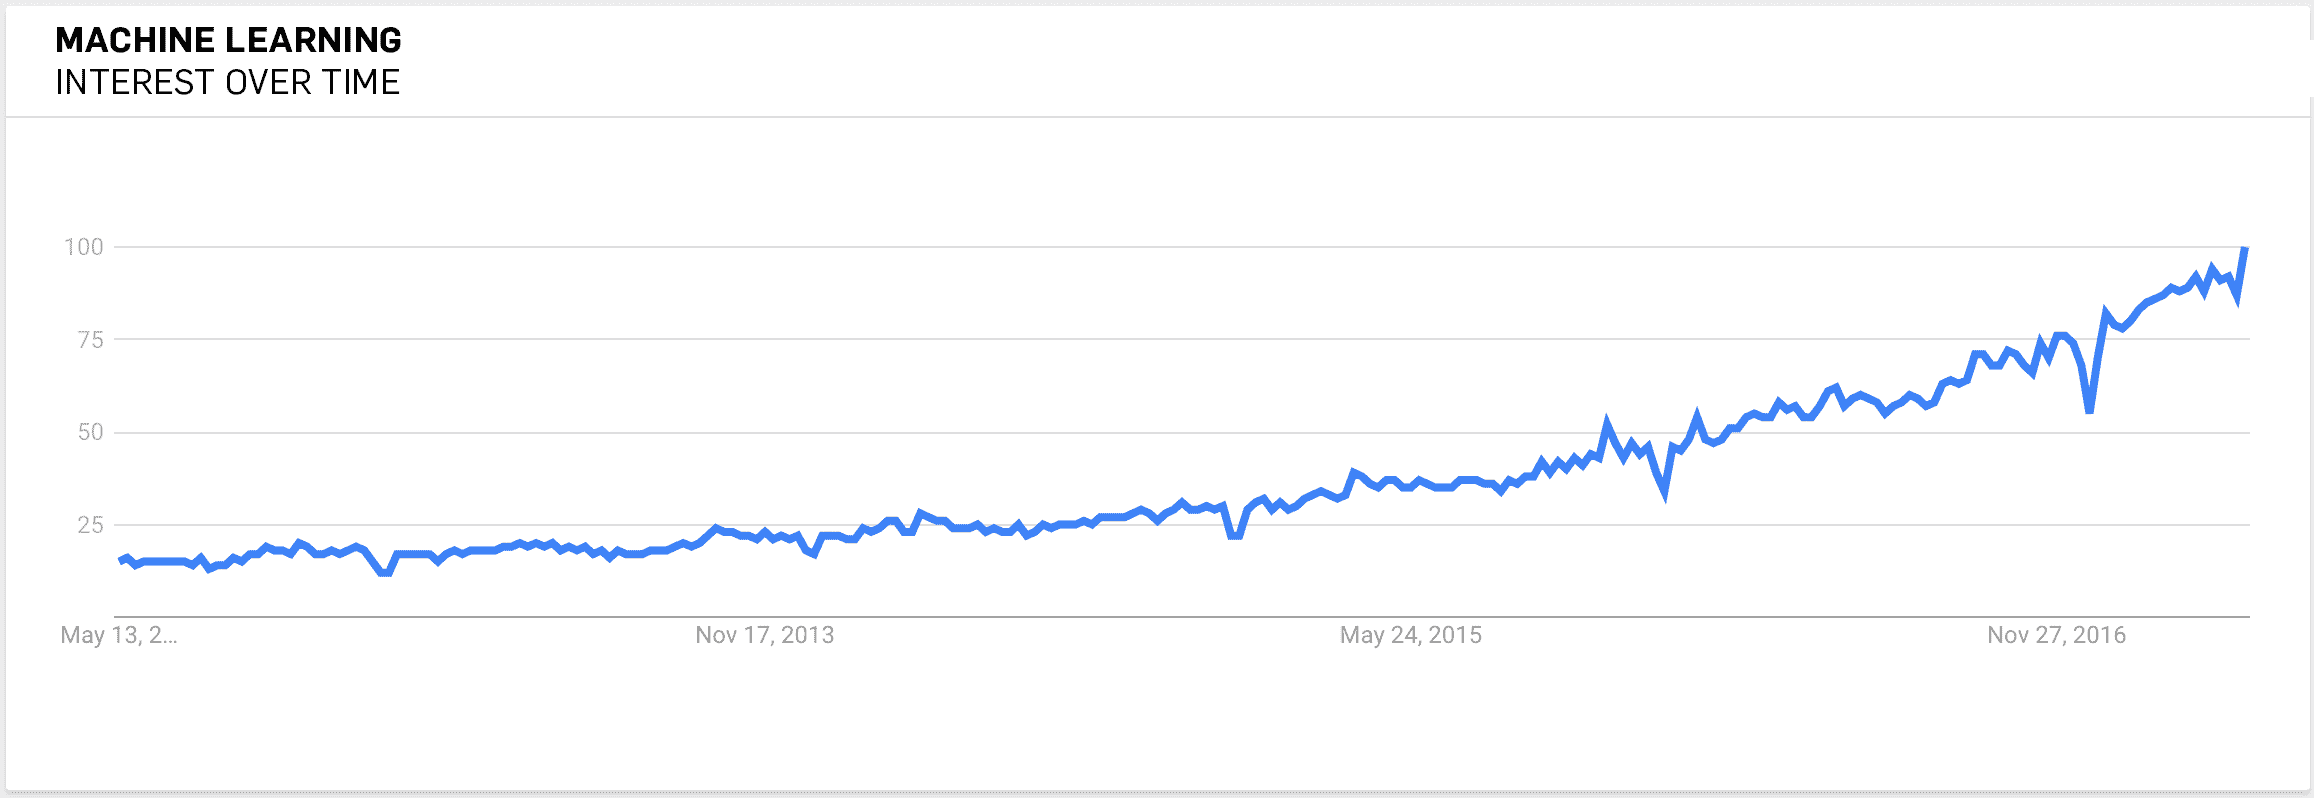 MACHINE LEARNING
INTEREST OVER TIME
100
75
50
25
May 13, 2...
Nov 17, 2013
May 24, 2015
Nov 27, 2016